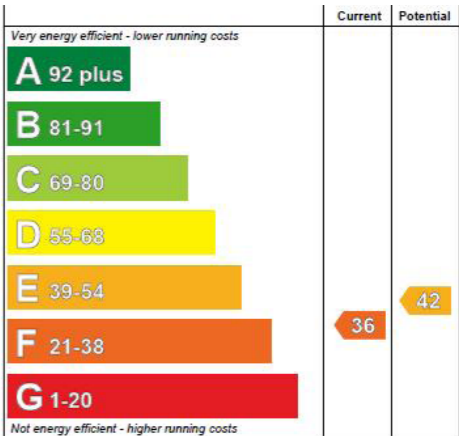 Current Potential
Very energy efficient - lower running costs
A 92 plus
B 81-91
C 69-80
D 55-68
E 39-54
42
36
F 21-38
G 1-20
Not energy efficient - higher running costs